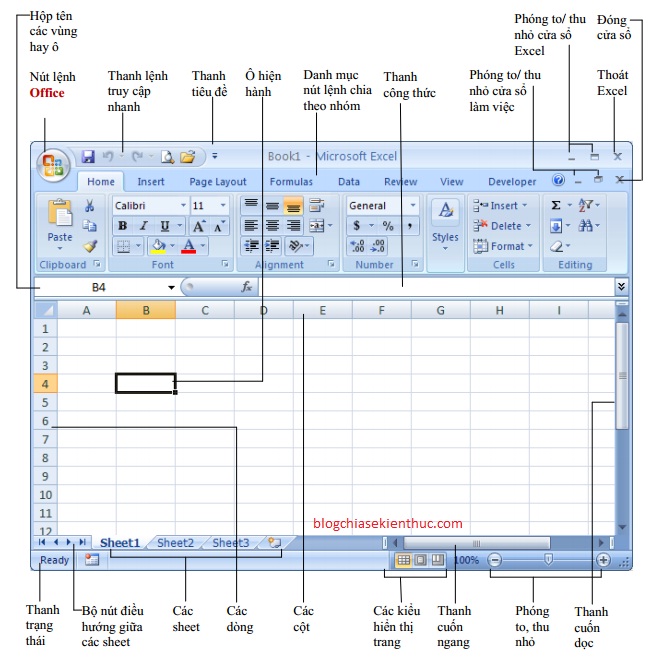 Hộp tên
các vùng
hay ô
Phóng to/ thu
nhỏ cửa sổ
Excel
Đóng
cửa sổ
Nút lệnh
Office
Thanh lệnh
truy cập
nhanh
Thanh
tiêu đề
Ô hiện
hành
Danh mục
nút lệnh chia
theo nhóm
Thanh
công thức
Phóng to/ thu
nhỏ cửa sổ
làm việc
Thoát
Excel
Book1 - Microsoft Excel
Home Insert Page Layout Formulas Data Review View Developer
Calibri 11 General Insert Σ
Paste B I U A A $ % , Styles Delete
Format
Clipboard Font Alignment Number Cells Editing
B4 fx
A B C D E F G H I
1
2
3
4
5
6
7
8
9
10
11
12
blogchiasekienthuc.com
Sheet1 Sheet2 Sheet3
Ready 100%
Thanh
trạng
thái
Bộ nút điều
hướng giữa
các sheet
Các
sheet
Các
dòng
Các
cột
Các kiểu
hiển thị
trang
Thanh
cuốn
ngang
Phóng
to, thu
nhỏ
Thanh
cuốn
dọc